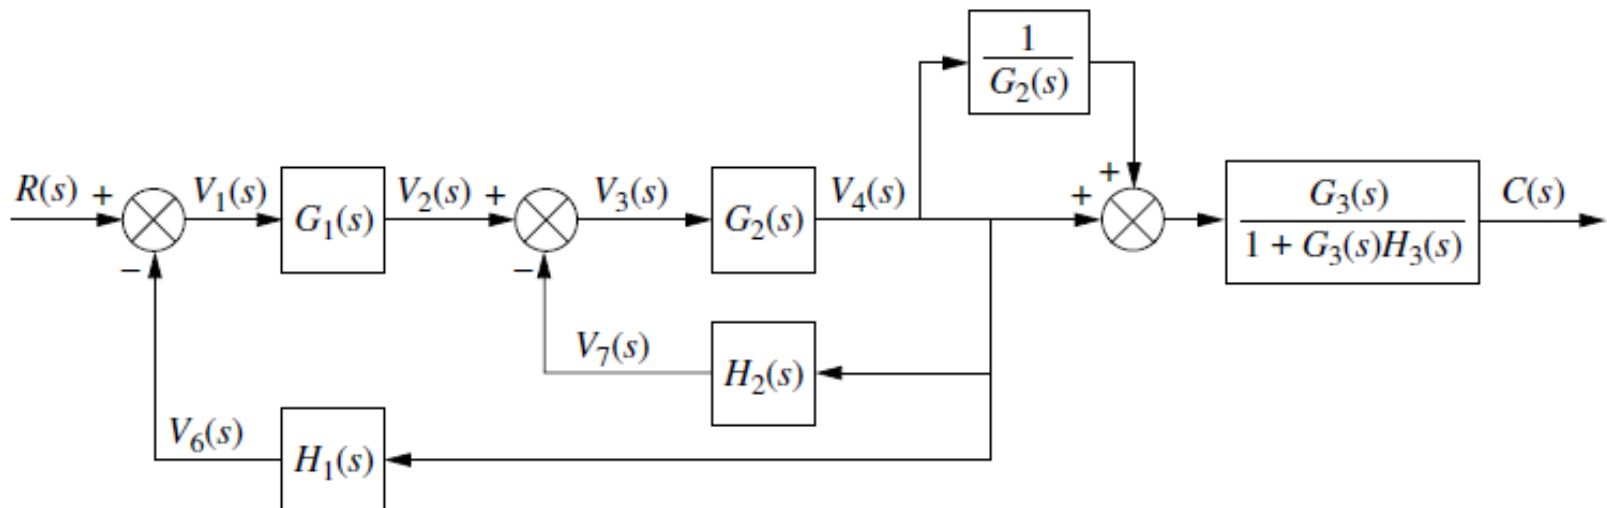 1
G₂(s)
R(s) + V₁(s) G₁(s) V₂(s) + V₃(s) G₂(s) V₄(s) + + G₃(s) C(s)
1 + G₃(s)H₃(s)
− −
V₇(s) H₂(s)
V₆(s) H₁(s)